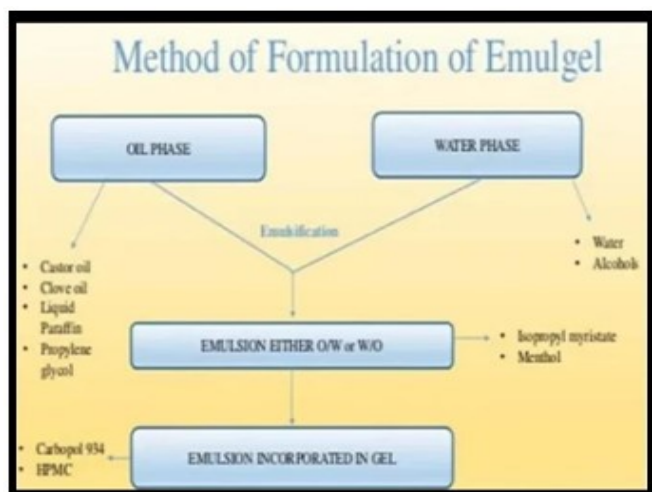 Method of Formulation of Emulgel
OIL PHASE
WATER PHASE
Emulsification
• Castor oil
• Clove oil
• Liquid
Paraffin
• Propylene
glycol
• Water
• Alcohols
EMULSION EITHER O/W or W/O
• Isopropyl myristate
• Menthol
• Carbopol 934
• HPMC
EMULSION INCORPORATED IN GEL